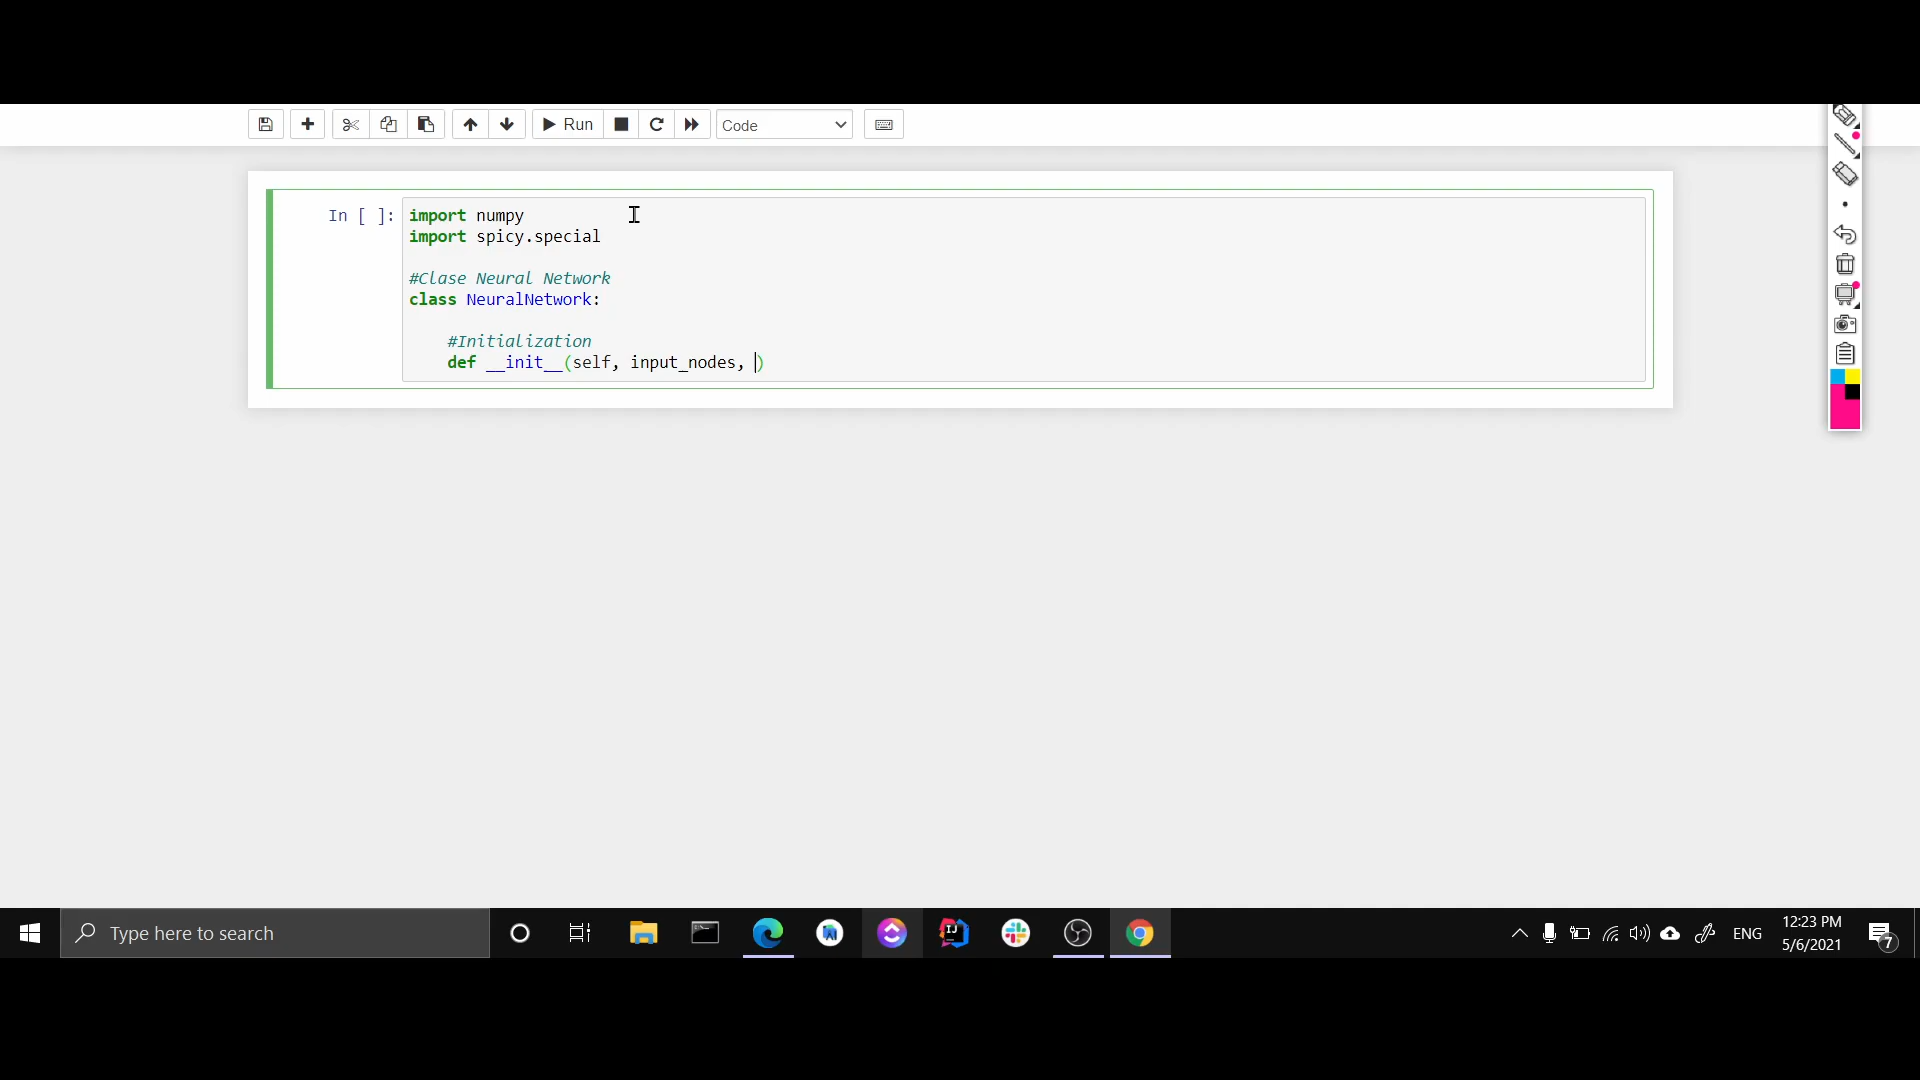 Run
Code
In [ ]:
import numpy
import spicy.special
#Clase Neural Network
class NeuralNetwork:
#Initialization
def __init__(self, input_nodes, )
Type here to search
ENG
12:23 PM
5/6/2021
7